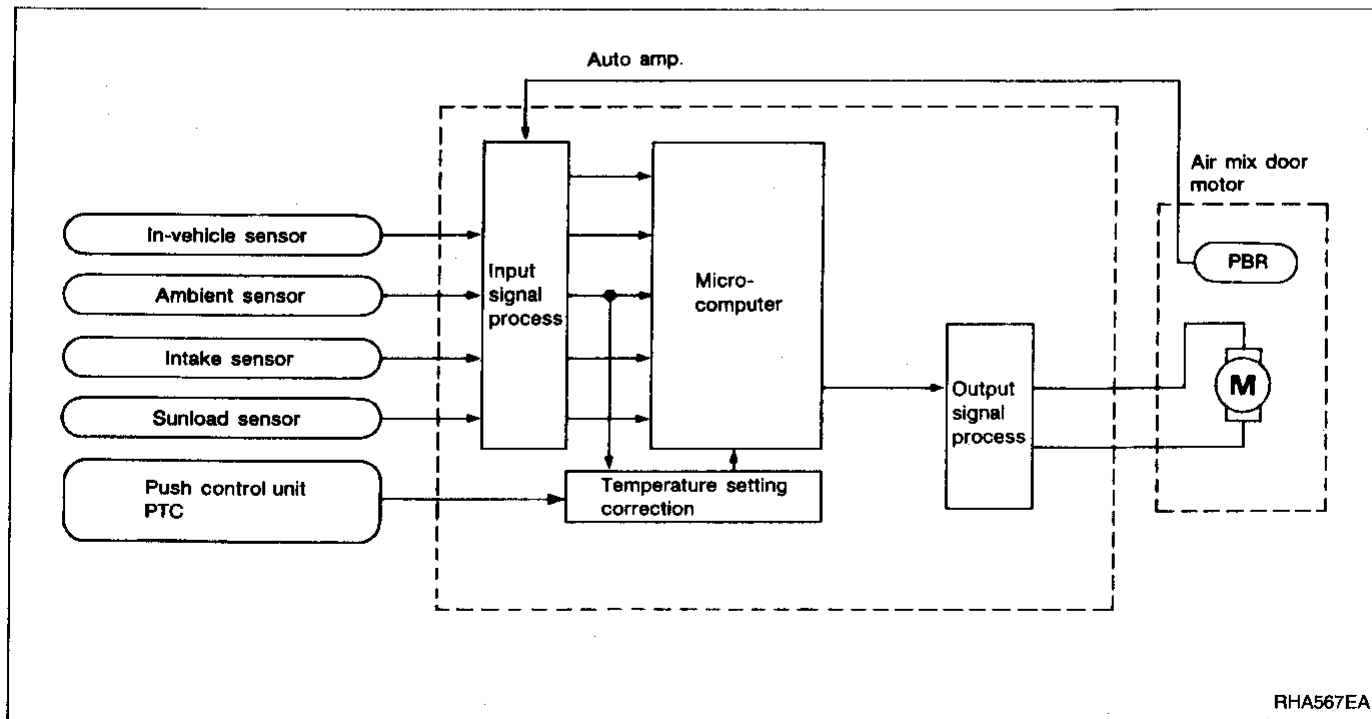 Auto amp.
Air mix door
motor
In-vehicle sensor
Ambient sensor
Intake sensor
Sunload sensor
Push control unit
PTC
Input
signal
process
Micro-
computer
Temperature setting
correction
Output
signal
process
PBR
M
RHA567EA